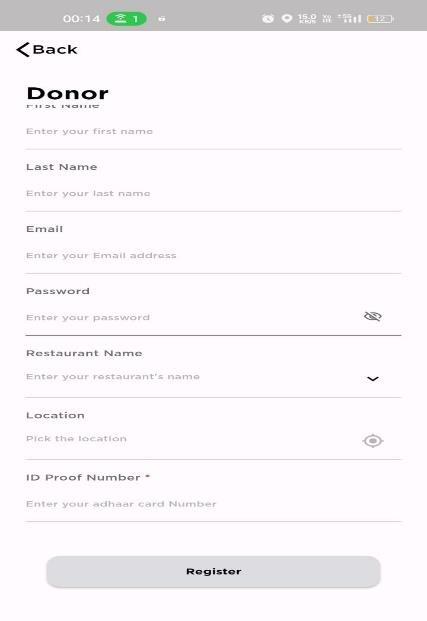 00:14 1 15.0 KB/S Vo 5G 12
Back
Donor
First Name
Enter your first name
Last Name
Enter your last name
Email
Enter your Email address
Password
Enter your password
Restaurant Name
Enter your restaurant's name
Location
Pick the location
ID Proof Number *
Enter your adhaar card Number
Register